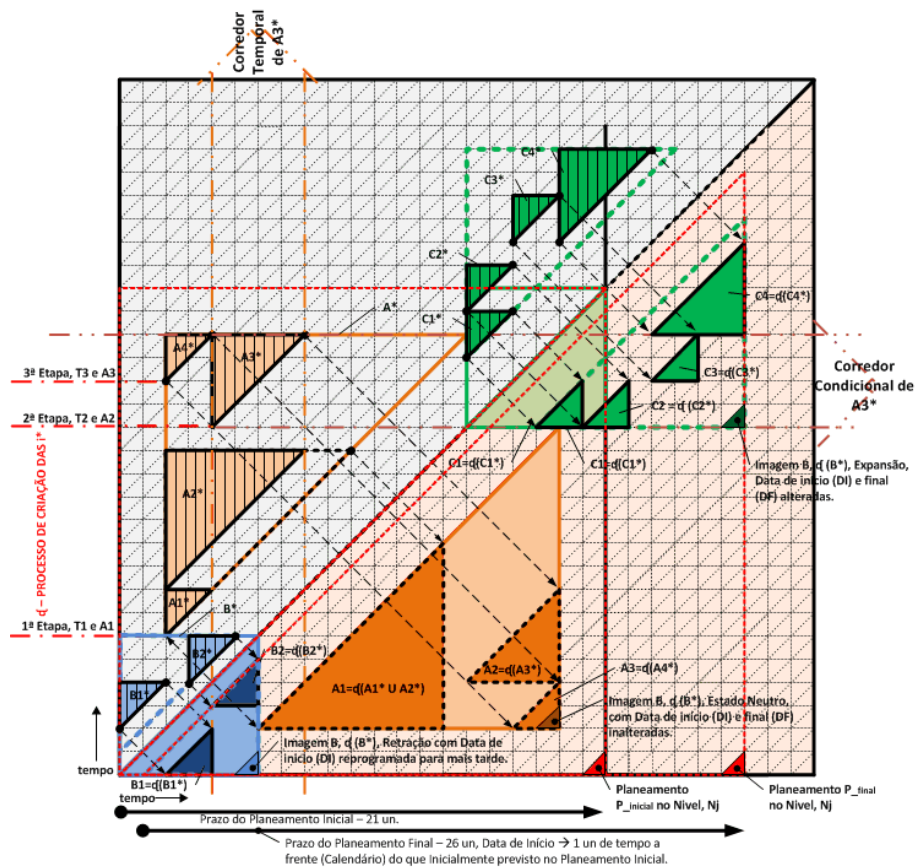 Corredor
Temporal
de A3*
C4*
C3*
C2*
C1*
A*
A4*
A3*
C4=ɖ(C4*)
3ª Etapa, T3 e A3
C3=ɖ(C3*)
Corredor
Condicional de
A3*
C2 =ɖ (C2*)
2ª Etapa, T2 e A2
C1=ɖ(C1*)
C1=ɖ(C1*)
Imagem B, ɖ (B*), Expansão,
Data de início (DI) e final
(DF) alteradas.
A2*
ɖ – PROCESSO DE CRIAÇÃO DAS i*
A1*
B*
1ª Etapa, T1 e A1
B2*
B2=ɖ(B2*)
A2=ɖ(A3*)
A3=ɖ(A4*)
B1*
A1=ɖ(A1* U A2*)
Imagem B, ɖ (B*), Estado Neutro,
com Data de início (DI) e final (DF)
inalteradas.
Imagem B, ɖ (B*), Retração com Data de
inicio (DI) reprogramada para mais tarde.
tempo
B1=ɖ(B1*)
tempo
Planeamento
P_inicial no Nivel, Nj
Planeamento P_final
no Nivel, Nj
Prazo do Planeamento Inicial – 21 un.
Prazo do Planeamento Final – 26 un, Data de Início → 1 un de tempo a
frente (Calendário) do que Inicialmente previsto no Planeamento Inicial.